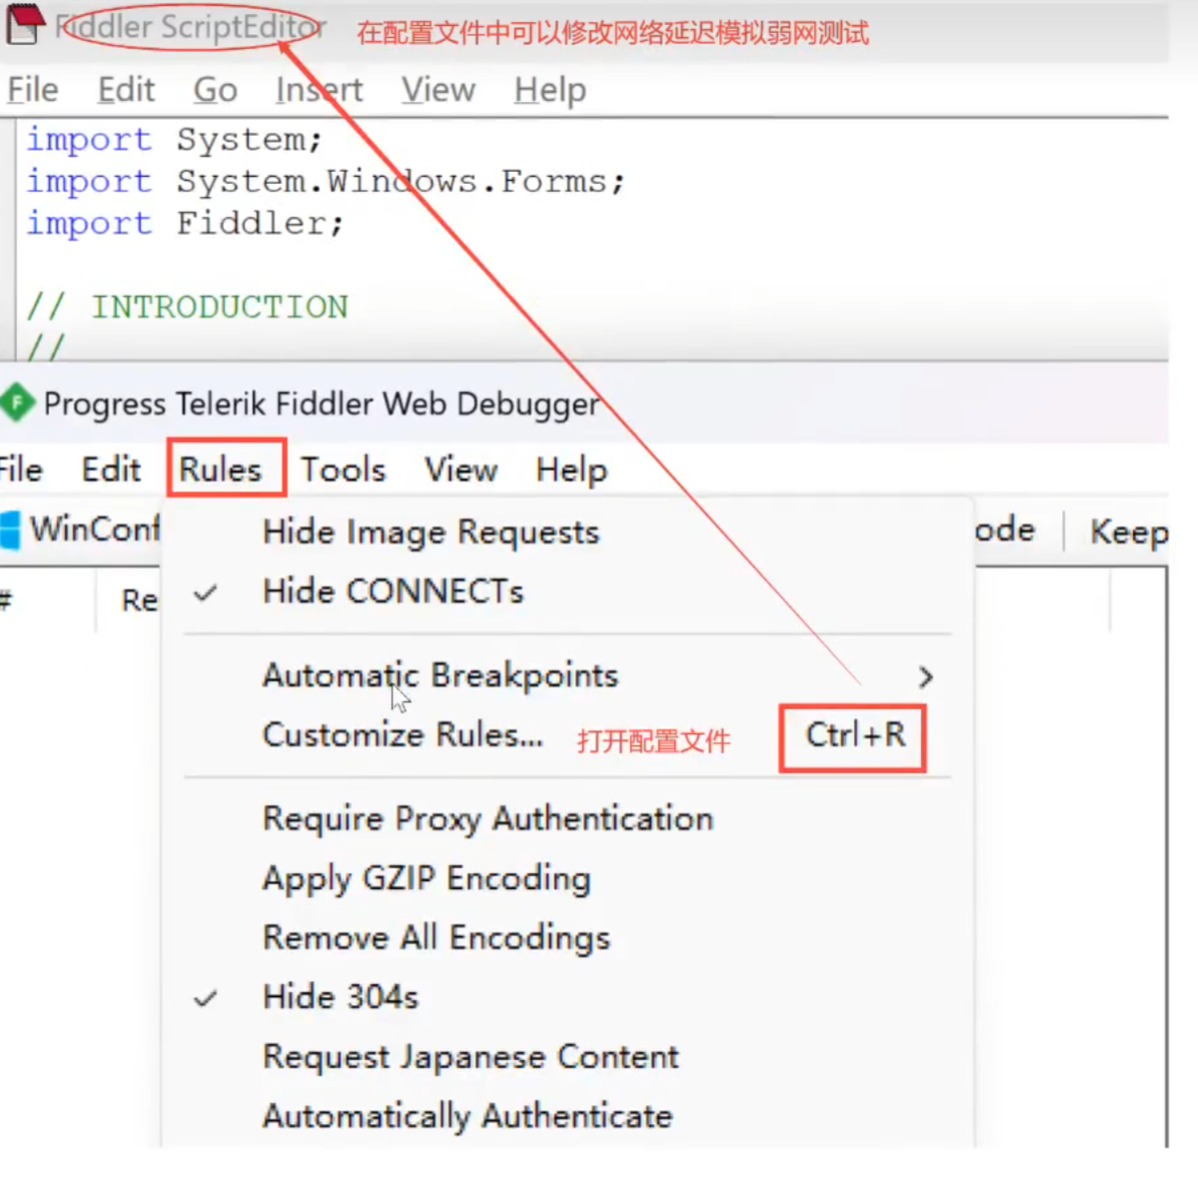 Fiddler ScriptEditor 在配置文件中可以修改网络延迟模拟弱网测试
File Edit Go Insert View Help
import System;
import System.Windows.Forms;
import Fiddler;
// INTRODUCTION
//
Progress Telerik Fiddler Web Debugger
File Edit Rules Tools View Help
WinConf ode Keep
# Re
Hide Image Requests
Hide CONNECTs
Automatic Breakpoints
Customize Rules... 打开配置文件 Ctrl+R
Require Proxy Authentication
Apply GZIP Encoding
Remove All Encodings
Hide 304s
Request Japanese Content
Automatically Authenticate